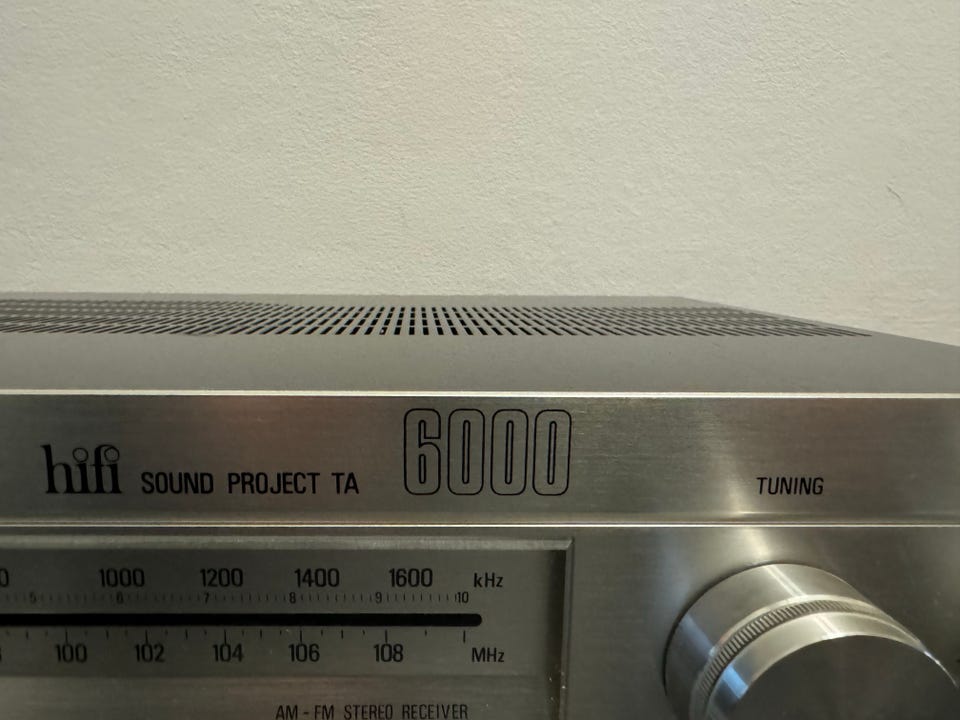 hifi SOUND PROJECT TA 6000
TUNING
1000 1200 1400 1600 kHz
5 6 7 8 9 10
100 102 104 106 108 MHz
AM - FM STEREO RECEIVER